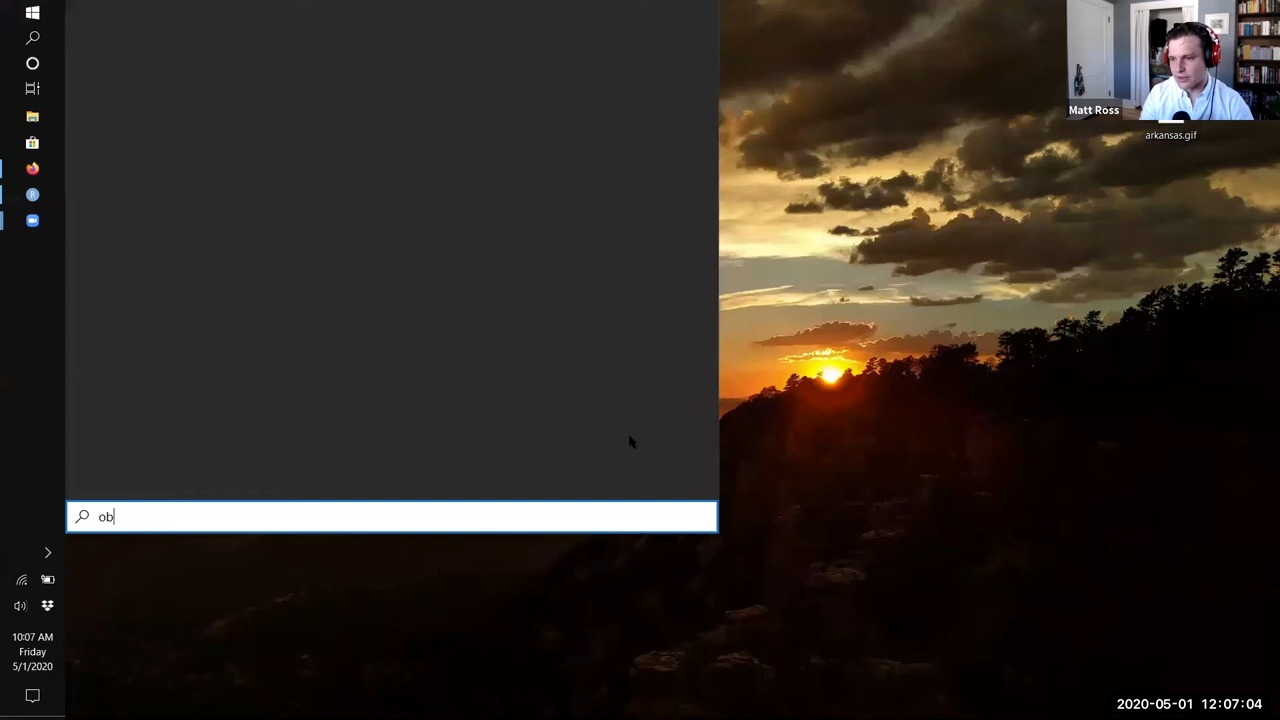 Matt Ross
arkansas.gif
ob
10:07 AM
Friday
5/1/2020
2020-05-01 12:07:04